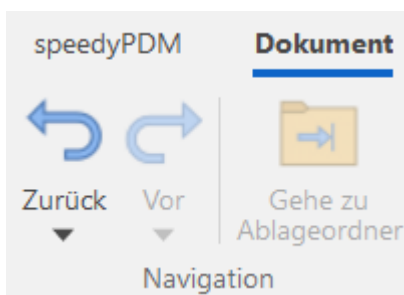 speedyPDM Dokument
Zurück Vor Gehe zu
Ablageordner
Navigation